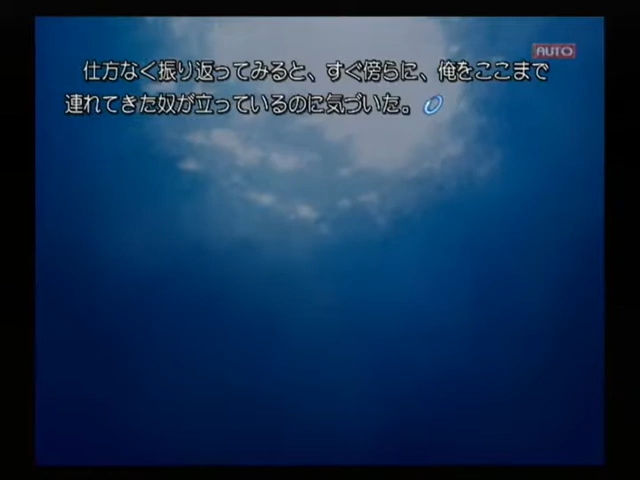 AUTO
仕方なく振り返ってみると、すぐ傍らに、俺をここまで
連れてきた奴が立っているのに気づいた。